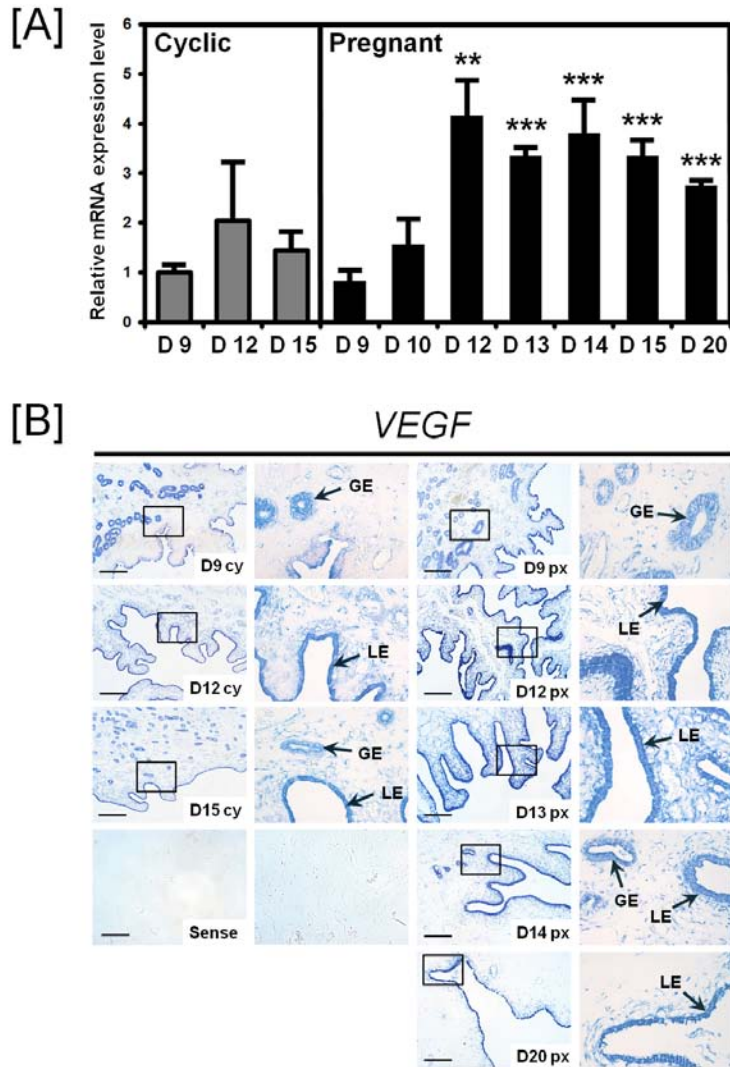 [A]
Relative mRNA expression level
6
5
4
3
2
1
0
Cyclic
Pregnant
**
***
***
***
***
D 9 D 12 D 15 D 9 D 10 D 12 D 13 D 14 D 15 D 20
[B]
VEGF
D9 cy
GE
D9 px
GE
D12 cy
LE
D12 px
LE
D15 cy
GE
LE
D13 px
LE
Sense
D14 px
GE
LE
D20 px
LE